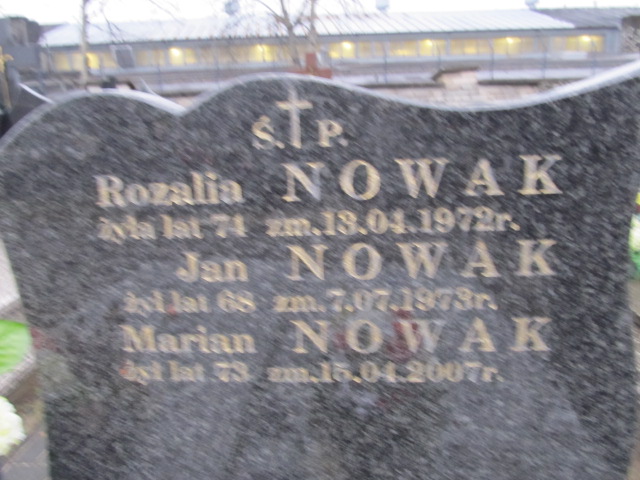 Ś. P.
Rozalia NOWAK
żyła lat 74 zm. 13.04.1972r.
Jan NOWAK
żył lat 68 zm. 7.07.1973r.
Marian NOWAK
żył lat 73 zm. 15.04.2007r.